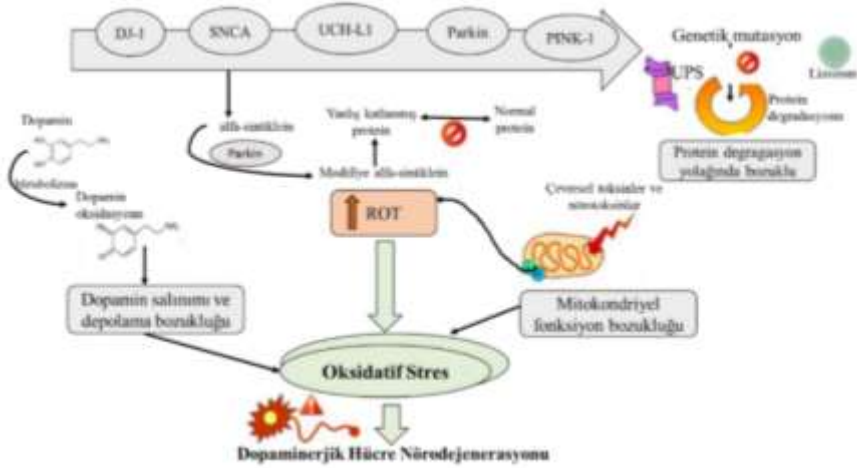 DJ-1
SNCA
UCH-L1
Parkin
PINK-1
Genetik mutasyon
UPS
Lizozom
Protein
degradasyonu
Protein degragasyon
yolağında bozuklu
Dopamin
Metabolizma
Dopamin
oksidasyonu
alfa-sinüklein
Parkin
Yanlış katlanmış
protein
Normal
protein
Modifiye alfa-sinüklein
ROT
Çevresel toksinler ve
nörotoksinler
Dopamin salınımı ve
depolama bozukluğu
Mitokondriyel
fonksiyon bozukluğu
Oksidatif Stres
Dopaminerjik Hücre Nörodejenerasyonu